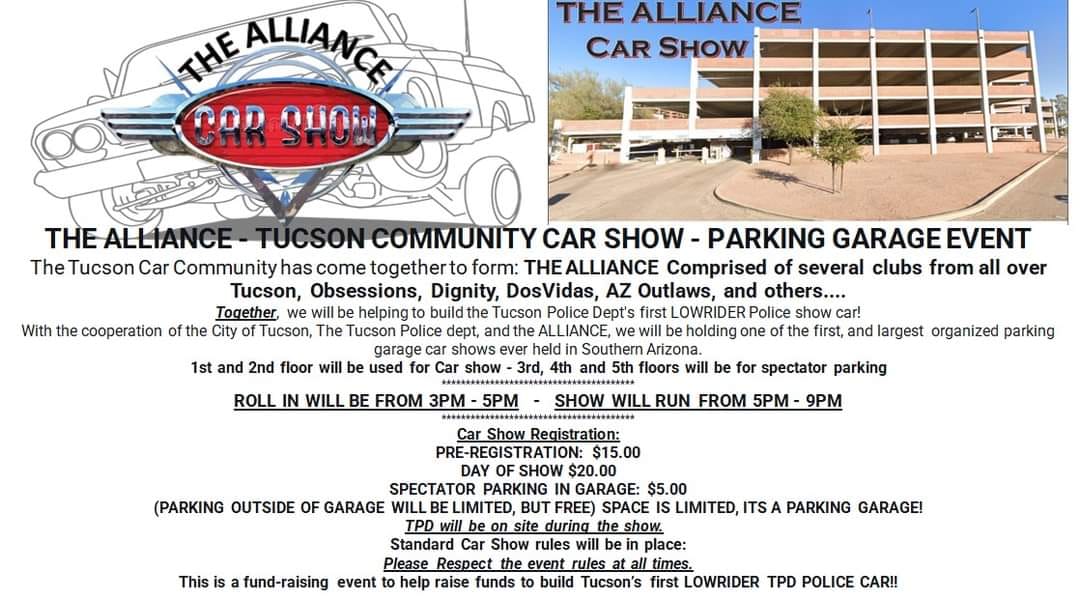 THE ALLIANCE
CAR SHOW
THE ALLIANCE
CAR SHOW
THE ALLIANCE - TUCSON COMMUNITY CAR SHOW - PARKING GARAGE EVENT
The Tucson Car Community has come together to form: THE ALLIANCE Comprised of several clubs from all over
Tucson, Obsessions, Dignity, DosVidas, AZ Outlaws, and others....
Together, we will be helping to build the Tucson Police Dept's first LOWRIDER Police show car!
With the cooperation of the City of Tucson, The Tucson Police dept, and the ALLIANCE, we will be holding one of the first, and largest organized parking
garage car shows ever held in Southern Arizona.
1st and 2nd floor will be used for Car show - 3rd, 4th and 5th floors will be for spectator parking
******************************************
ROLL IN WILL BE FROM 3PM - 5PM - SHOW WILL RUN FROM 5PM - 9PM
******************************************
Car Show Registration:
PRE-REGISTRATION: $15.00
DAY OF SHOW $20.00
SPECTATOR PARKING IN GARAGE: $5.00
(PARKING OUTSIDE OF GARAGE WILL BE LIMITED, BUT FREE) SPACE IS LIMITED, ITS A PARKING GARAGE!
TPD will be on site during the show.
Standard Car Show rules will be in place:
Please Respect the event rules at all times.
This is a fund-raising event to help raise funds to build Tucson's first LOWRIDER TPD POLICE CAR!!